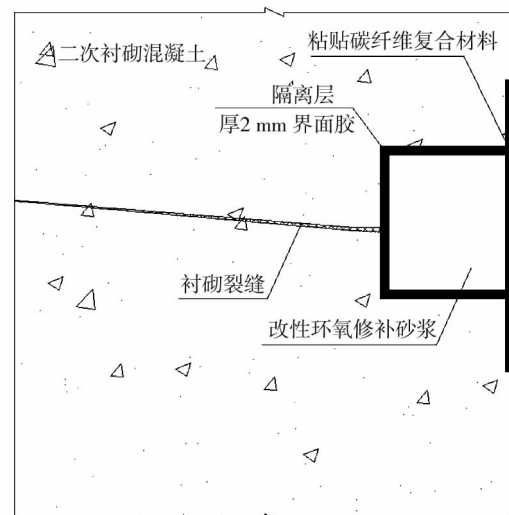 粘贴碳纤维复合材料
二次衬砌混凝土
隔离层
厚2 mm 界面胶
衬砌裂缝
改性环氧修补砂浆